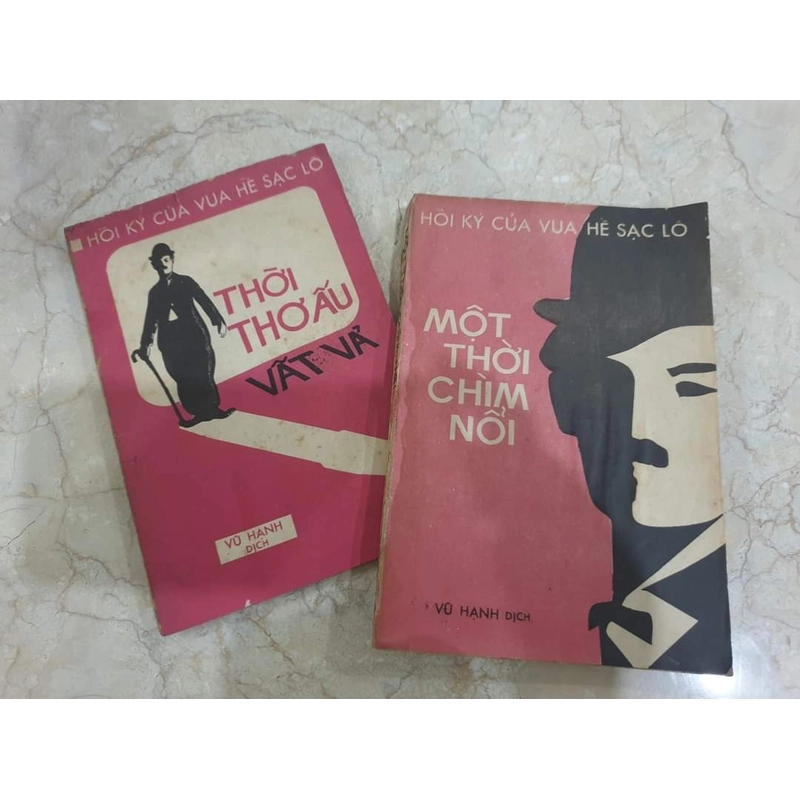 HỒI KÝ CỦA VUA HỀ SẠC LÔ
THỜI
THƠ ẤU
VẤT VẢ
VŨ HẠNH
DỊCH
HỒI KÝ CỦA VUA HỀ SẠC LÔ
MỘT
THỜI
CHÌM
NỔI
VŨ HẠNH DỊCH